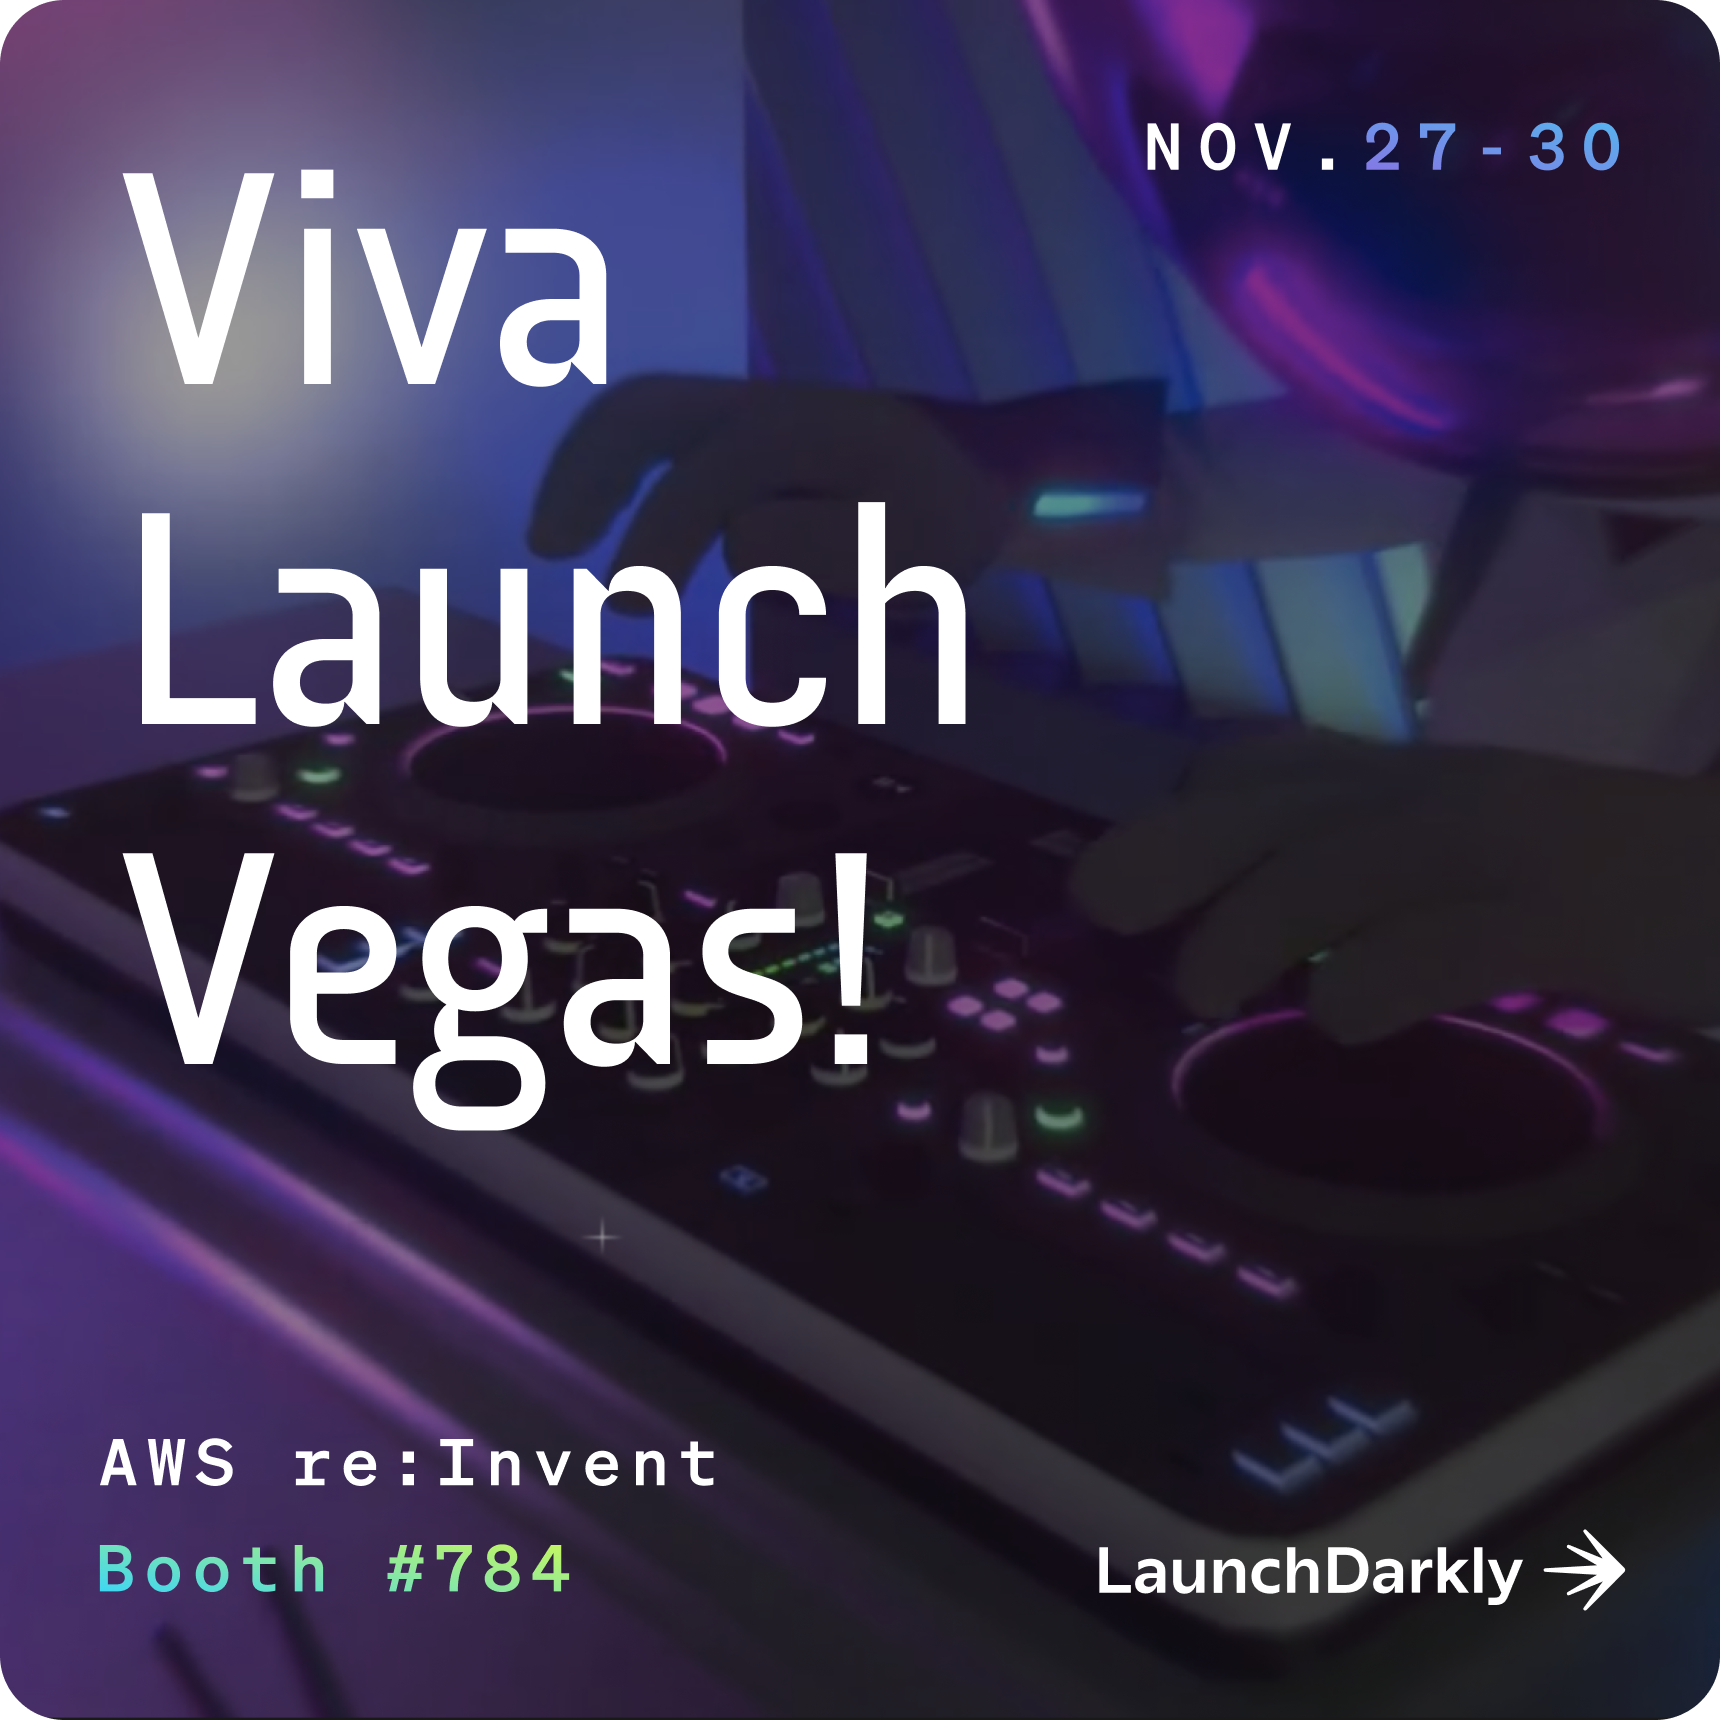 NOV.27-30
Viva
Launch
Vegas!
AWS re:Invent
Booth #784
LaunchDarkly